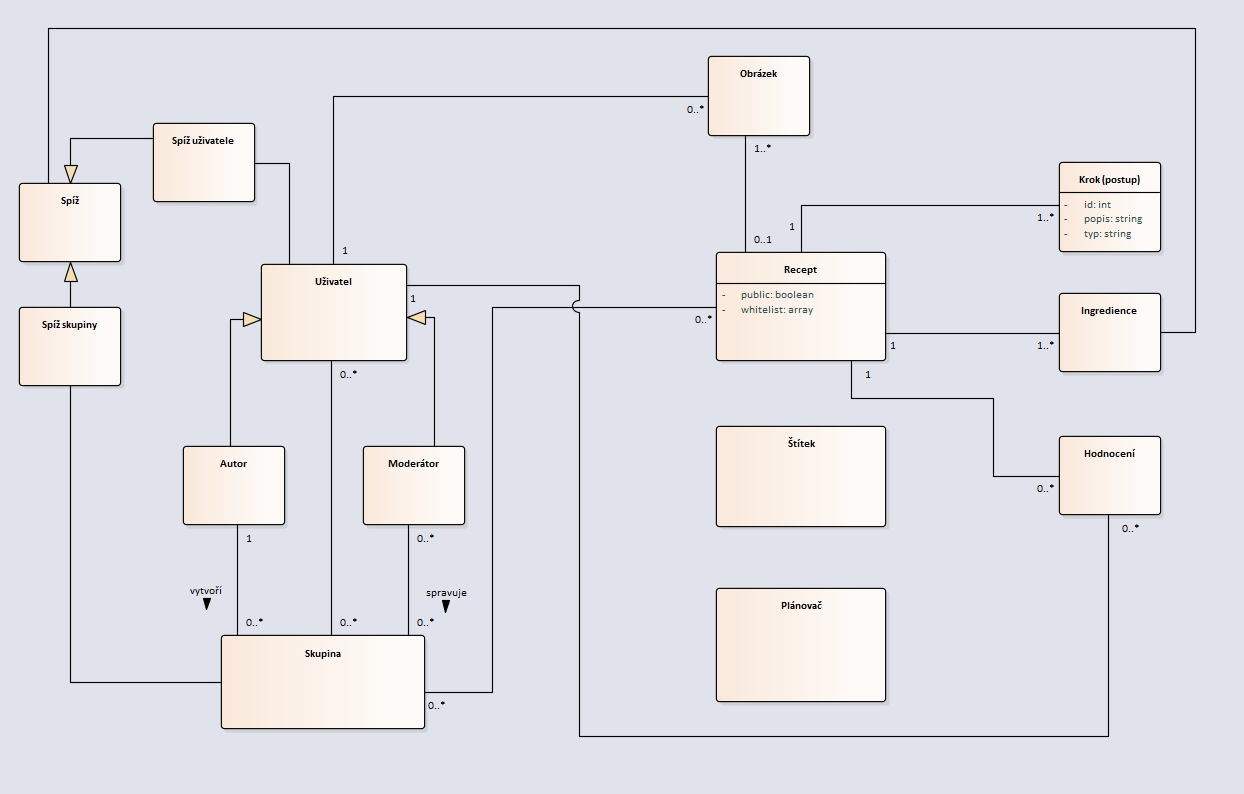 Obrázek
0..*
1..*
Spíž uživatele
Krok (postup)
- id: int
- popis: string
- typ: string
1..*
Spíž
1
0..1
1
Uživatel
1
Recept
- public: boolean
- whitelist: array
0..*
1
Ingredience
1..*
Spíž skupiny
0..*
1
Štítek
Hodnocení
0..*
0..*
Autor
Moderátor
1
0..*
vytvoří
spravuje
0..*
0..*
0..*
Plánovač
Skupina
0..*